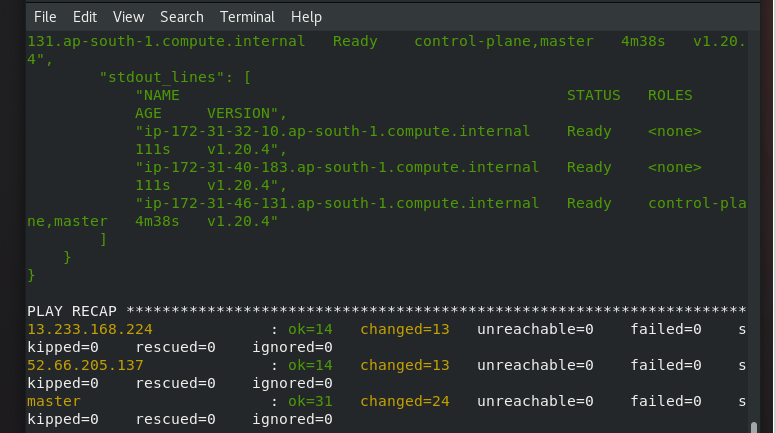 File Edit View Search Terminal Help
131.ap-south-1.compute.internal   Ready    control-plane,master   4m38s   v1.20.
4",
        "stdout_lines": [
            "NAME                                           STATUS   ROLES
            AGE     VERSION",
            "ip-172-31-32-10.ap-south-1.compute.internal    Ready    <none>
            111s    v1.20.4",
            "ip-172-31-40-183.ap-south-1.compute.internal   Ready    <none>
            111s    v1.20.4",
            "ip-172-31-46-131.ap-south-1.compute.internal   Ready    control-pla
ne,master   4m38s   v1.20.4"
        ]
    }
}
PLAY RECAP *********************************************************************
13.233.168.224             : ok=14   changed=13   unreachable=0    failed=0    s
kipped=0    rescued=0    ignored=0
52.66.205.137              : ok=14   changed=13   unreachable=0    failed=0    s
kipped=0    rescued=0    ignored=0
master                     : ok=31   changed=24   unreachable=0    failed=0    s
kipped=0    rescued=0    ignored=0